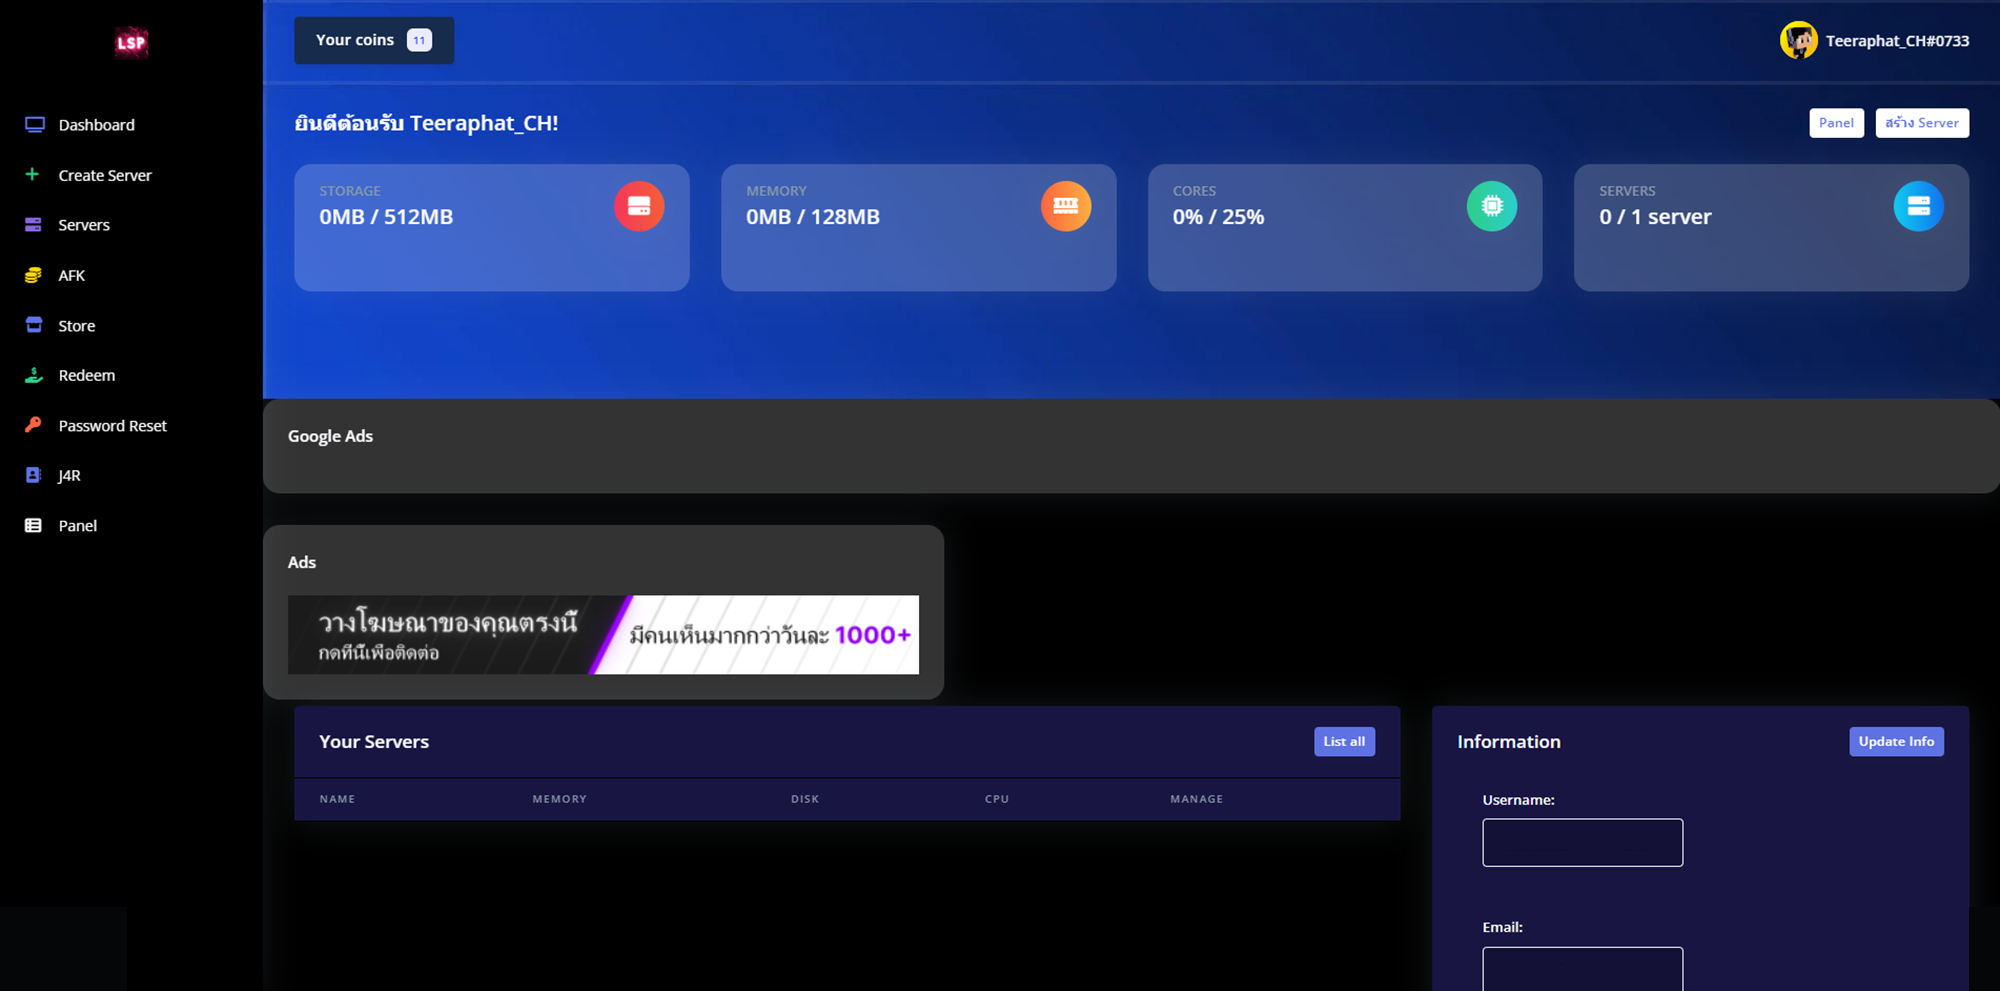 LSP
Dashboard
Create Server
Servers
AFK
Store
Redeem
Password Reset
J4R
Panel
Your coins 11
Teeraphat_CH#0733
ยินดีต้อนรับ Teeraphat_CH!
Panel
สร้าง Server
STORAGE
0MB / 512MB
MEMORY
0MB / 128MB
CORES
0% / 25%
SERVERS
0 / 1 server
Google Ads
Ads
วางโฆษณาของคุณตรงนี้
กดที่นี่เพื่อติดต่อ
มีคนเห็นมากกว่าวันละ 1000+
Your Servers
List all
NAME MEMORY DISK CPU MANAGE
Information
Update Info
Username:
Email: